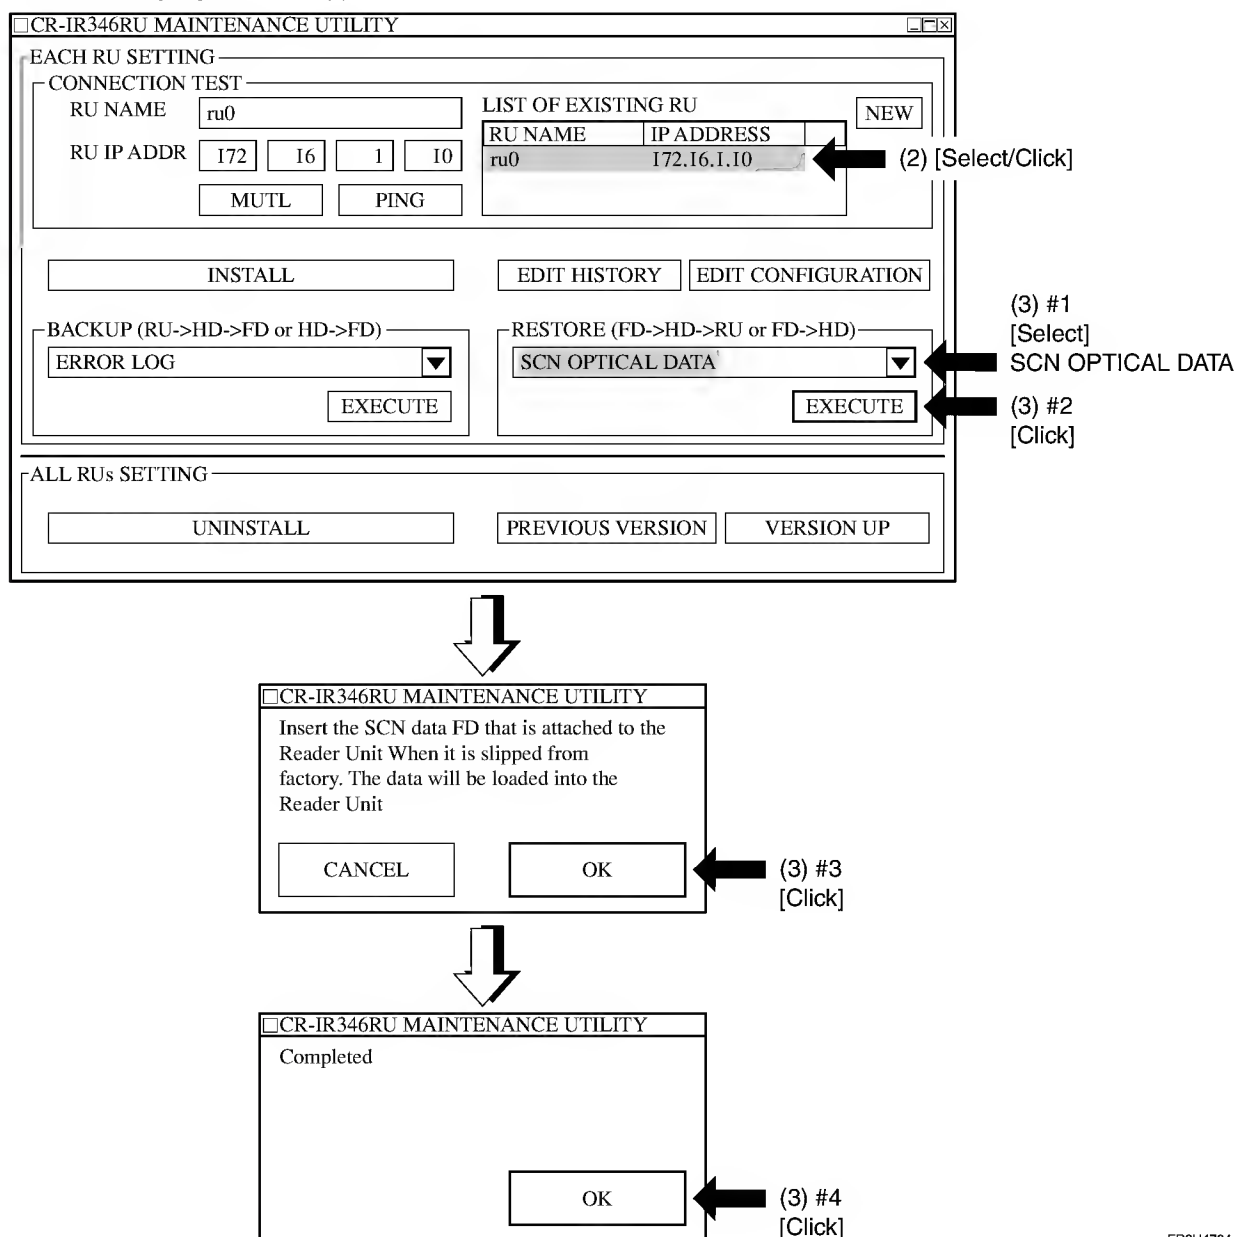 CR-IR346RU MAINTENANCE UTILITY
EACH RU SETTING
CONNECTION TEST
RU NAME
ru0
RU IP ADDR
172 16 1 10
MUTL
PING
LIST OF EXISTING RU
NEW
RU NAME IP ADDRESS
ru0 172.16.1.10
(2) [Select/Click]
INSTALL
EDIT HISTORY
EDIT CONFIGURATION
BACKUP (RU->HD->FD or HD->FD)
ERROR LOG
EXECUTE
RESTORE (FD->HD->RU or FD->HD)
SCN OPTICAL DATA
EXECUTE
(3) #1
[Select]
SCN OPTICAL DATA
(3) #2
[Click]
ALL RUs SETTING
UNINSTALL
PREVIOUS VERSION
VERSION UP
CR-IR346RU MAINTENANCE UTILITY
Insert the SCN data FD that is attached to the
Reader Unit When it is slipped from
factory. The data will be loaded into the
Reader Unit
CANCEL
OK
(3) #3
[Click]
CR-IR346RU MAINTENANCE UTILITY
Completed
OK
(3) #4
[Click]